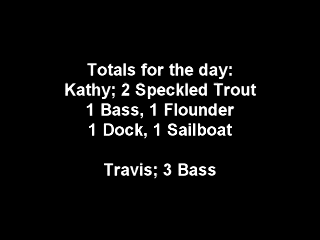 Totals for the day:
Kathy; 2 Speckled Trout
1 Bass, 1 Flounder
1 Dock, 1 Sailboat
Travis; 3 Bass